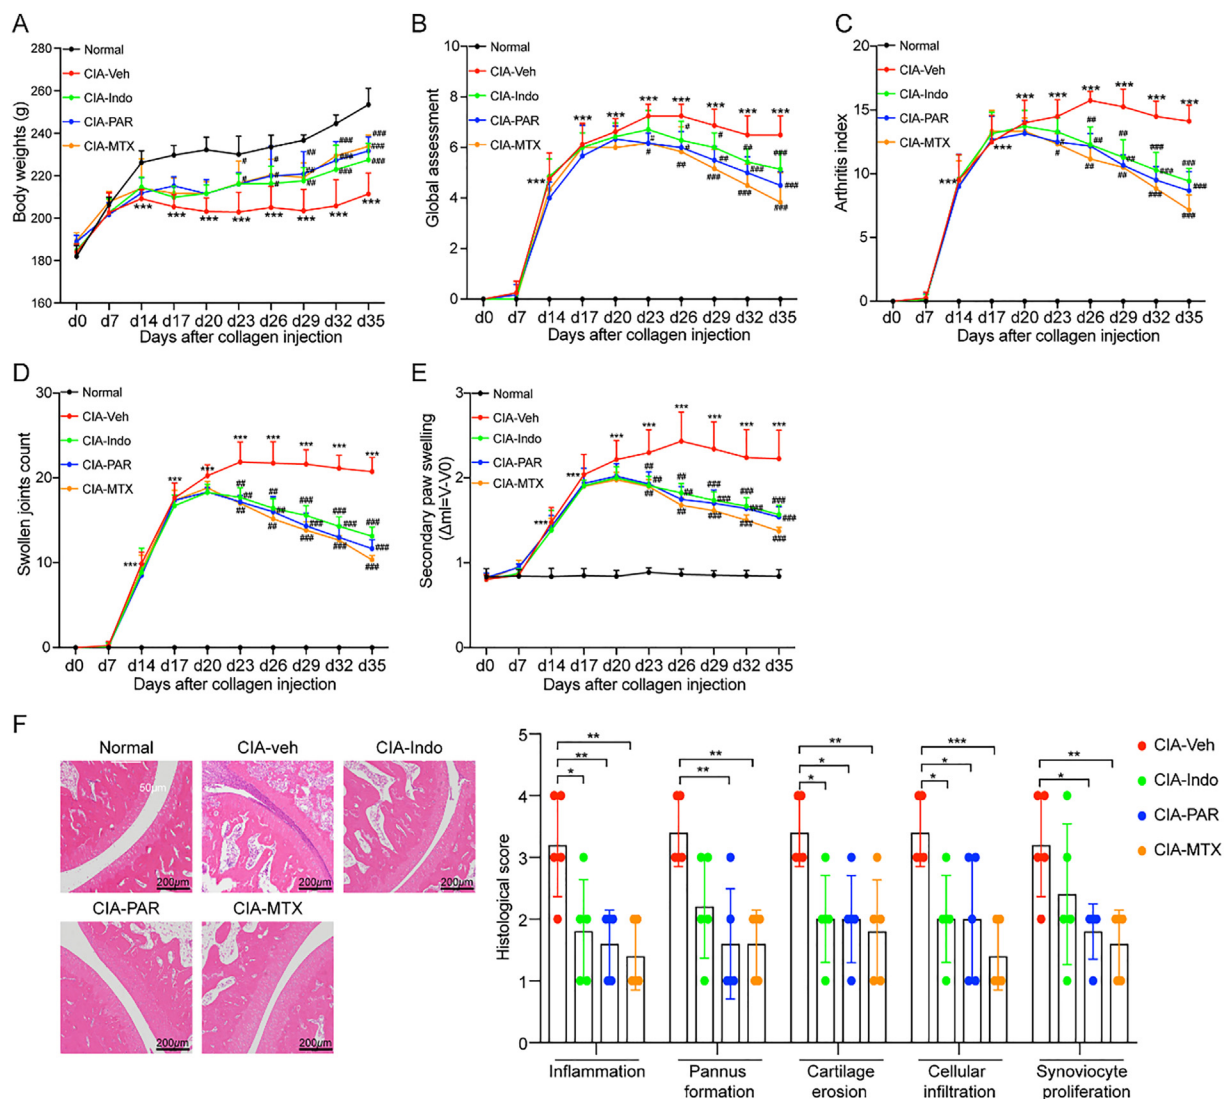 A
280
260
240
220
200
180
160
Body weights (g)
Normal
CIA-Veh
CIA-Indo
CIA-PAR
CIA-MTX
*** *** *** *** *** *** *** ***
# # ## ### ###
### ###
# # ## ### ###
d0 d7 d14 d17 d20 d23 d26 d29 d32 d35
Days after collagen injection
B
10
8
6
4
2
0
Global assessment
Normal
CIA-Veh
CIA-Indo
CIA-PAR
CIA-MTX
*** *** *** *** *** *** *** ***
# # ## ###
# ## ###
# ## ### ### ###
d0 d7 d14 d17 d20 d23 d26 d29 d32 d35
Days after collagen injection
C
20
15
10
5
0
Arthritis index
Normal
CIA-Veh
CIA-Indo
CIA-PAR
CIA-MTX
*** *** *** *** *** *** *** ***
## ## ### ###
## ## ### ###
# ## ## ### ###
d0 d7 d14 d17 d20 d23 d26 d29 d32 d35
Days after collagen injection
D
30
20
10
0
Swollen joints count
Normal
CIA-Veh
CIA-Indo
CIA-PAR
CIA-MTX
*** *** *** *** *** *** *** ***
## ## ### ### ###
## ## ### ### ###
## ## ### ### ###
d0 d7 d14 d17 d20 d23 d26 d29 d32 d35
Days after collagen injection
E
3
2
1
0
Secondary paw swelling
(Δml=V-V0)
Normal
CIA-Veh
CIA-Indo
CIA-PAR
CIA-MTX
*** *** *** *** *** *** *** ***
## ## ### ### ###
## ## ### ### ###
## ## ### ### ###
d0 d7 d14 d17 d20 d23 d26 d29 d32 d35
Days after collagen injection
F
Normal
CIA-veh
CIA-Indo
50μm
200μm
200μm
200μm
CIA-PAR
CIA-MTX
200μm
200μm
5
4
3
2
1
0
Histological score
** ** *
** **
** * *
*** * *
** *
Inflammation
Pannus
formation
Cartilage
erosion
Cellular
infiltration
Synoviocyte
proliferation
CIA-Veh
CIA-Indo
CIA-PAR
CIA-MTX